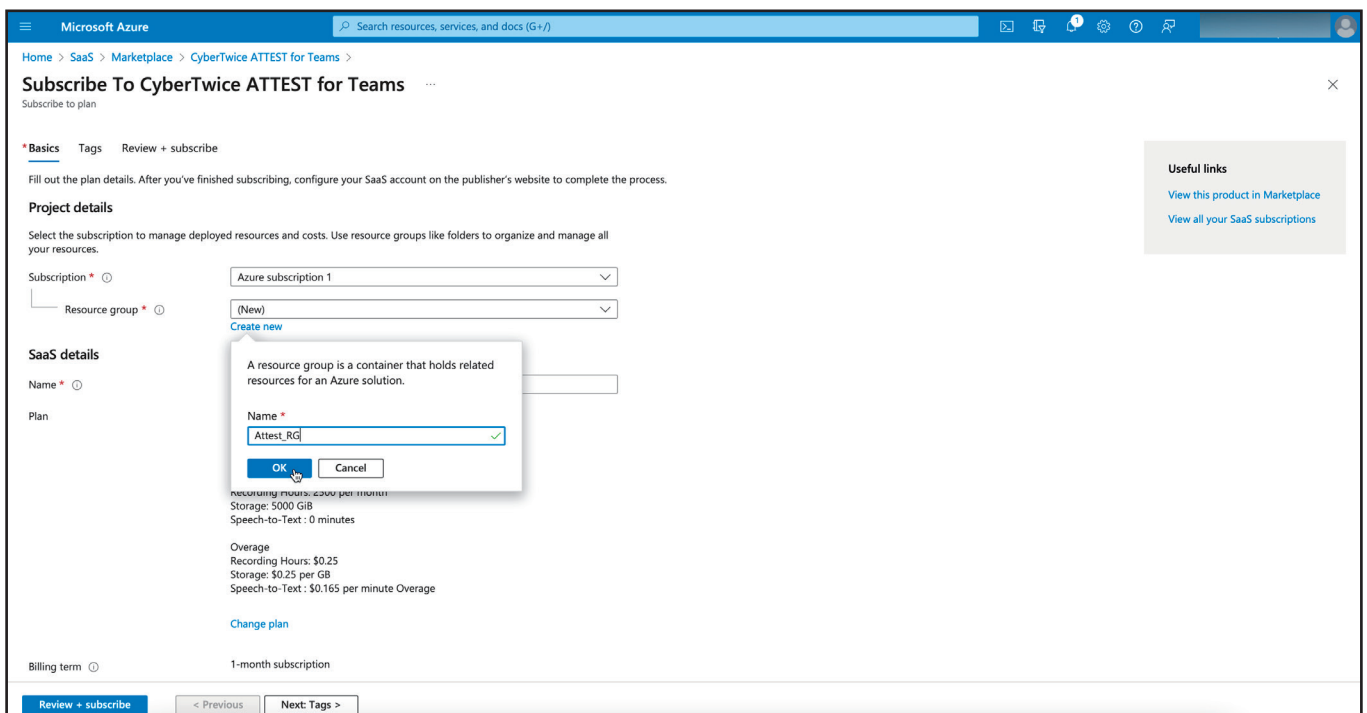 Microsoft Azure
Search resources, services, and docs (G+/)
1
Home > SaaS > Marketplace > CyberTwice ATTEST for Teams >
Subscribe To CyberTwice ATTEST for Teams ...
Subscribe to plan
* Basics Tags Review + subscribe
Fill out the plan details. After you've finished subscribing, configure your SaaS account on the publisher's website to complete the process.
Project details
Select the subscription to manage deployed resources and costs. Use resource groups like folders to organize and manage all
your resources.
Subscription *
Azure subscription 1
Resource group *
(New)
Create new
SaaS details
Name *
Plan
A resource group is a container that holds related
resources for an Azure solution.
Name *
Attest_RG
OK Cancel
Recording Hours: 2500 per month
Storage: 5000 GiB
Speech-to-Text : 0 minutes
Overage
Recording Hours: $0.25
Storage: $0.25 per GB
Speech-to-Text : $0.165 per minute Overage
Change plan
Billing term
1-month subscription
Review + subscribe < Previous Next: Tags >
Useful links
View this product in Marketplace
View all your SaaS subscriptions